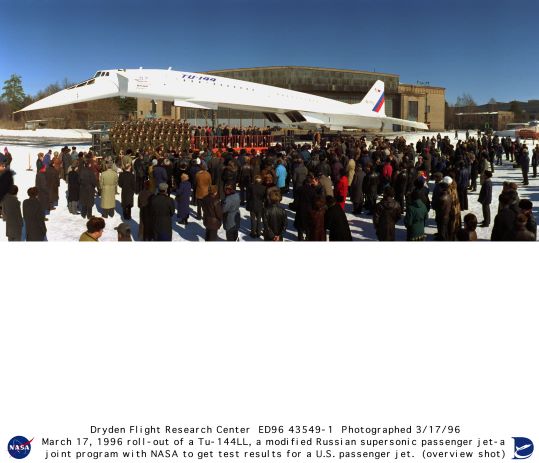 TU-144
Dryden Flight Research Center ED96 43549-1 Photographed 3/17/96
NASA
March 17, 1996 roll-out of a Tu-144LL, a modified Russian supersonic passenger jet-a
joint program with NASA to get test results for a U.S. passenger jet. (overview shot)